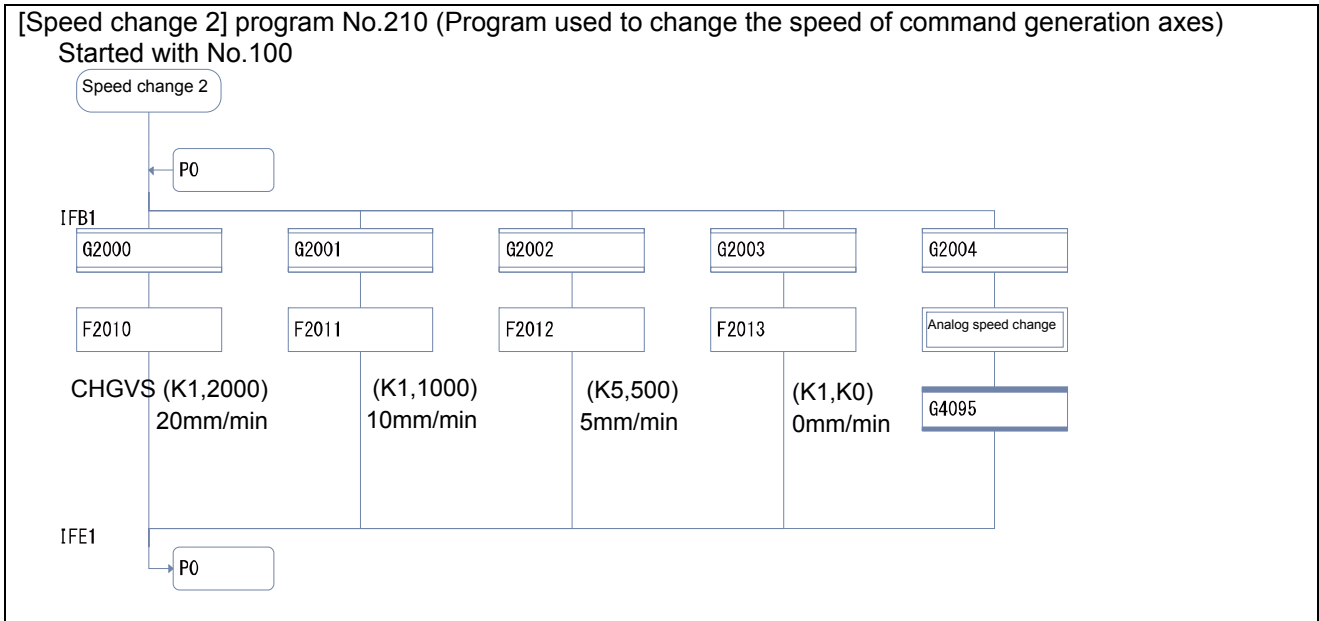 [Speed change 2] program No.210 (Program used to change the speed of command generation axes)
Started with No.100
Speed change 2
P0
IFB1
G2000 G2001 G2002 G2003 G2004
F2010 F2011 F2012 F2013 Analog speed change
CHGVS (K1,2000) (K1,1000) (K5,500) (K1,K0) G4095
20mm/min 10mm/min 5mm/min 0mm/min
IFE1
P0